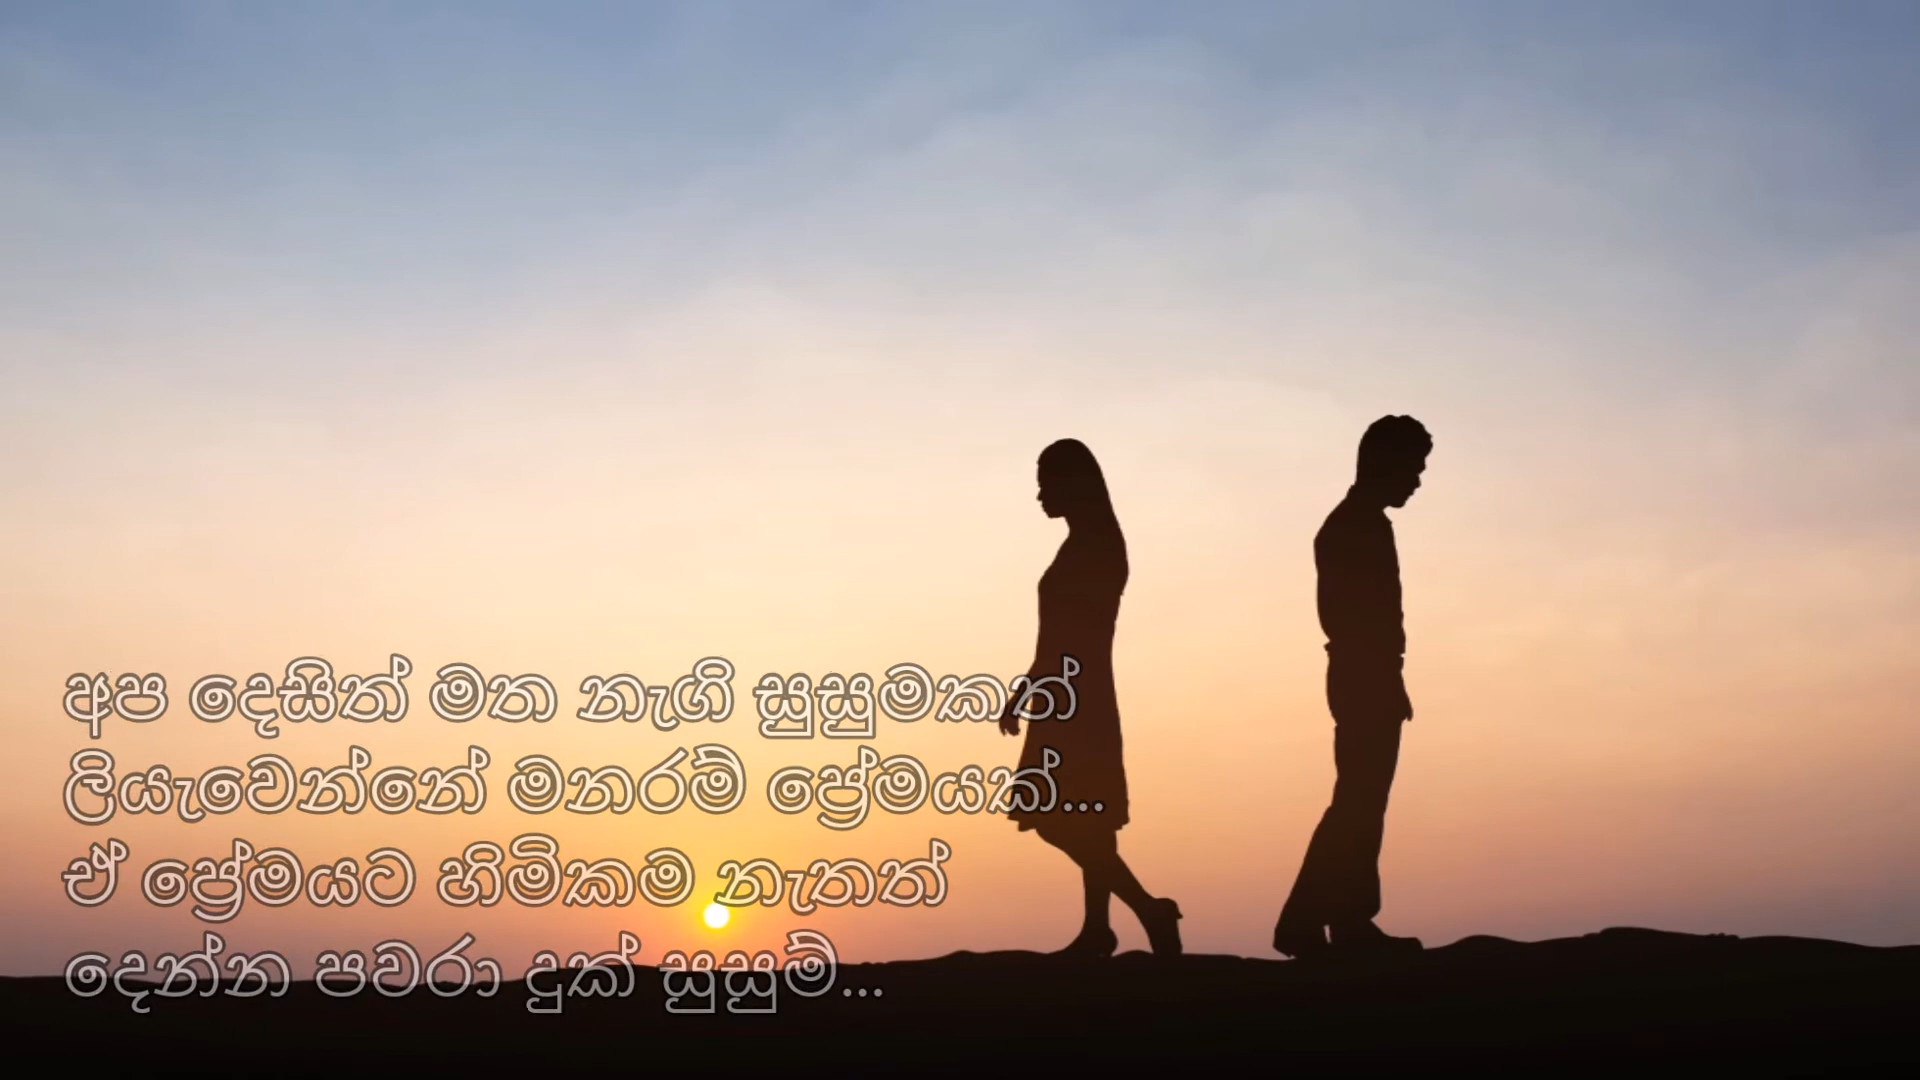 අප දෙසිත් මත නැගි සුසුමකත්
ලියැවෙන්නේ මනරම් ප්‍රේමයක්...
ඒ ප්‍රේමයට හිමිකම නැතත්
දෙන්න පවරා දුක් සුසුම්...